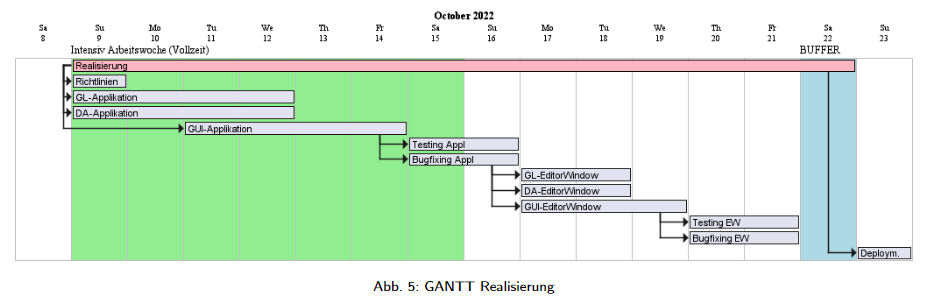 October 2022
Sa Su Mo Tu We Th Fr Sa Su Mo Tu We Th Fr Sa Su
8 9 10 11 12 13 14 15 16 17 18 19 20 21 22 23
Intensiv Arbeitswoche (Vollzeit) BUFFER
Realisierung
Richtlinien
GL-Applikation
DA-Applikation
GUI-Applikation
Testing Appl
Bugfixing Appl
GL-EditorWindow
DA-EditorWindow
GUI-EditorWindow
Testing EW
Bugfixing EW
Deploym.
Abb. 5: GANTT Realisierung